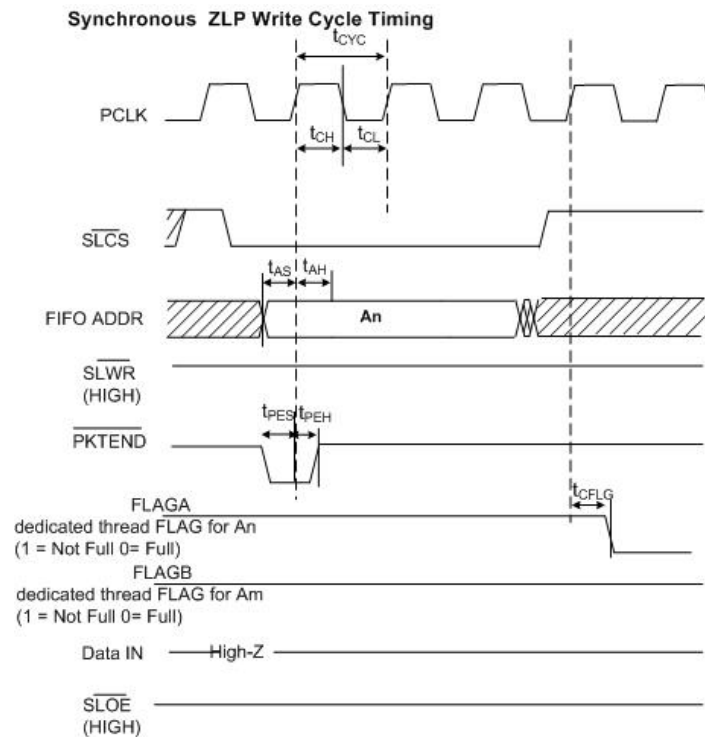 Synchronous ZLP Write Cycle Timing
tCYC
PCLK
tCH tCL
SLCS
tAS tAH
FIFO ADDR An
SLWR
(HIGH)
tPES tPEH
PKTEND
tCFLG
FLAGA
dedicated thread FLAG for An
(1 = Not Full 0= Full)
FLAGB
dedicated thread FLAG for Am
(1 = Not Full 0= Full)
Data IN High-Z
SLOE
(HIGH)